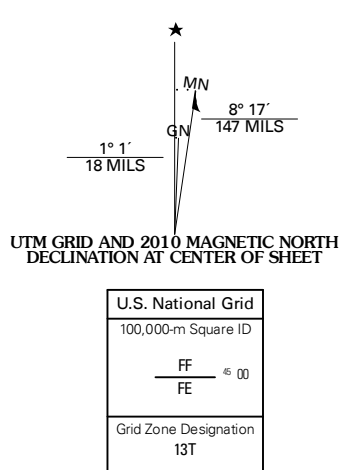 ★
MN
8° 17´
147 MILS
GN
1° 1´
18 MILS
UTM GRID AND 2010 MAGNETIC NORTH
DECLINATION AT CENTER OF SHEET
U.S. National Grid
100,000-m Square ID
FF
45 00
FE
Grid Zone Designation
13T